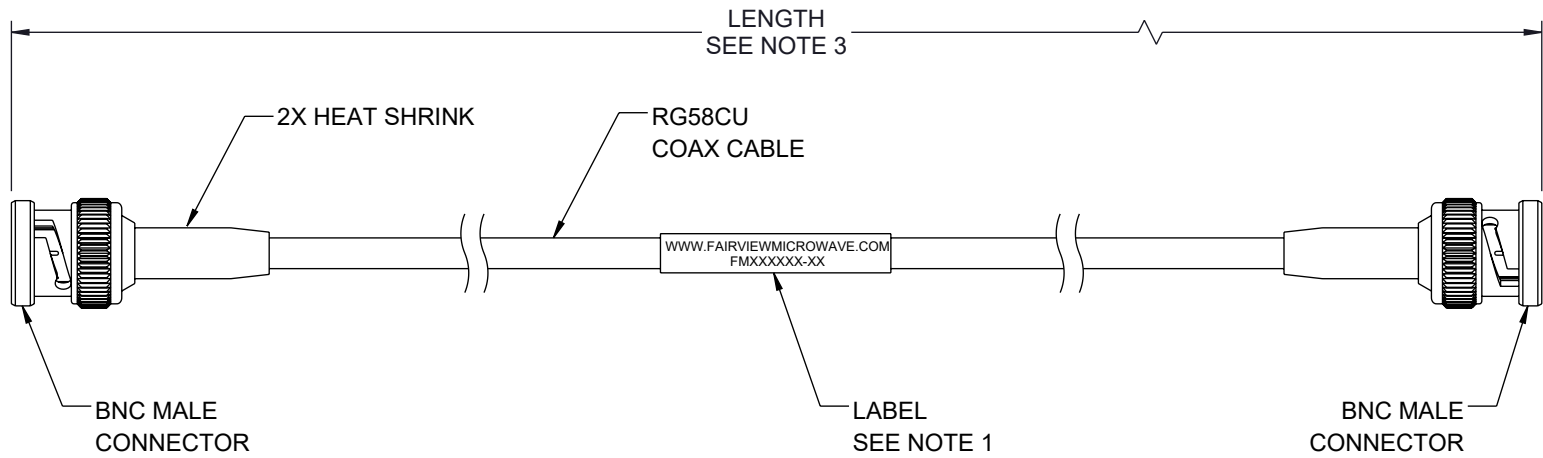 LENGTH
SEE NOTE 3
2X HEAT SHRINK
RG58CU
COAX CABLE
WWW.FAIRVIEWMICROWAVE.COM
FMXXXXXX-XX
BNC MALE
CONNECTOR
LABEL
SEE NOTE 1
BNC MALE
CONNECTOR